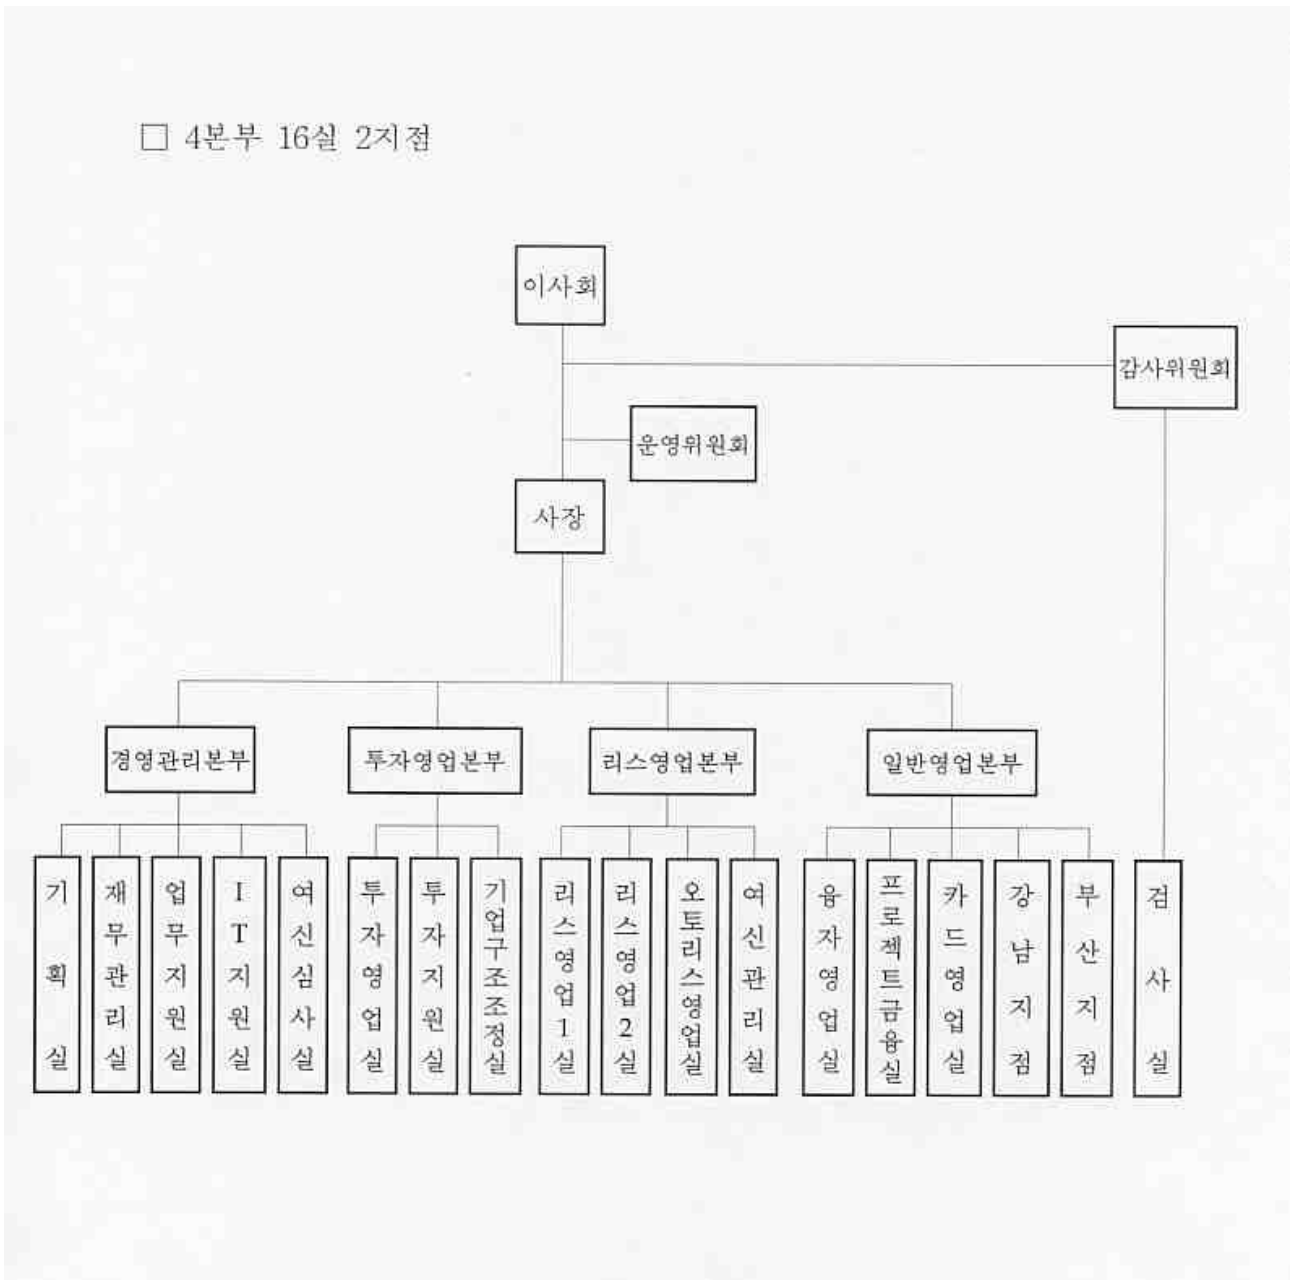 □ 4본부 16실 2지점
이사회
감사위원회
운영위원회
사장
경영관리본부
투자영업본부
리스영업본부
일반영업본부
기획실
재무관리실
업무지원실
IT지원실
여신심사실
투자영업실
투자지원실
기업구조조정실
리스영업1실
리스영업2실
오토리스영업실
여신관리실
융자영업실
프로젝트금융실
카드영업실
강남지점
부산지점
검사실